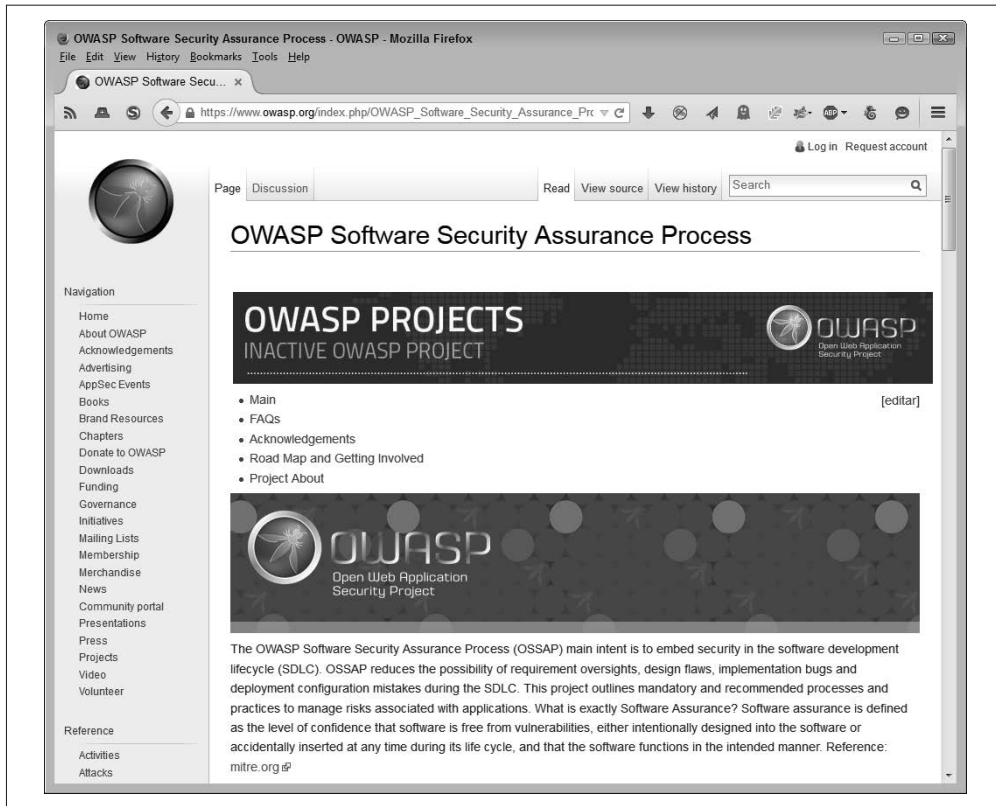 OWASP Software Security Assurance Process - OWASP - Mozilla Firefox
File Edit View History Bookmarks Tools Help
OWASP Software Secu... ×
https://www.owasp.org/index.php/OWASP_Software_Security_Assurance_Prc
ABP
Log in Request account
Page Discussion Read View source View history Search
OWASP Software Security Assurance Process
Navigation
Home
About OWASP
Acknowledgements
Advertising
AppSec Events
Books
Brand Resources
Chapters
Donate to OWASP
Downloads
Funding
Governance
Initiatives
Mailing Lists
Membership
Merchandise
News
Community portal
Presentations
Press
Projects
Video
Volunteer
Reference
Activities
Attacks
OWASP PROJECTS
INACTIVE OWASP PROJECT
OWASP
Open Web Application
Security Project
• Main
[editar]
• FAQs
• Acknowledgements
• Road Map and Getting Involved
• Project About
OWASP
Open Web Application
Security Project
The OWASP Software Security Assurance Process (OSSAP) main intent is to embed security in the software development
lifecycle (SDLC). OSSAP reduces the possibility of requirement oversights, design flaws, implementation bugs and
deployment configuration mistakes during the SDLC. This project outlines mandatory and recommended processes and
practices to manage risks associated with applications. What is exactly Software Assurance? Software assurance is defined
as the level of confidence that software is free from vulnerabilities, either intentionally designed into the software or
accidentally inserted at any time during its life cycle, and that the software functions in the intended manner. Reference:
mitre.org